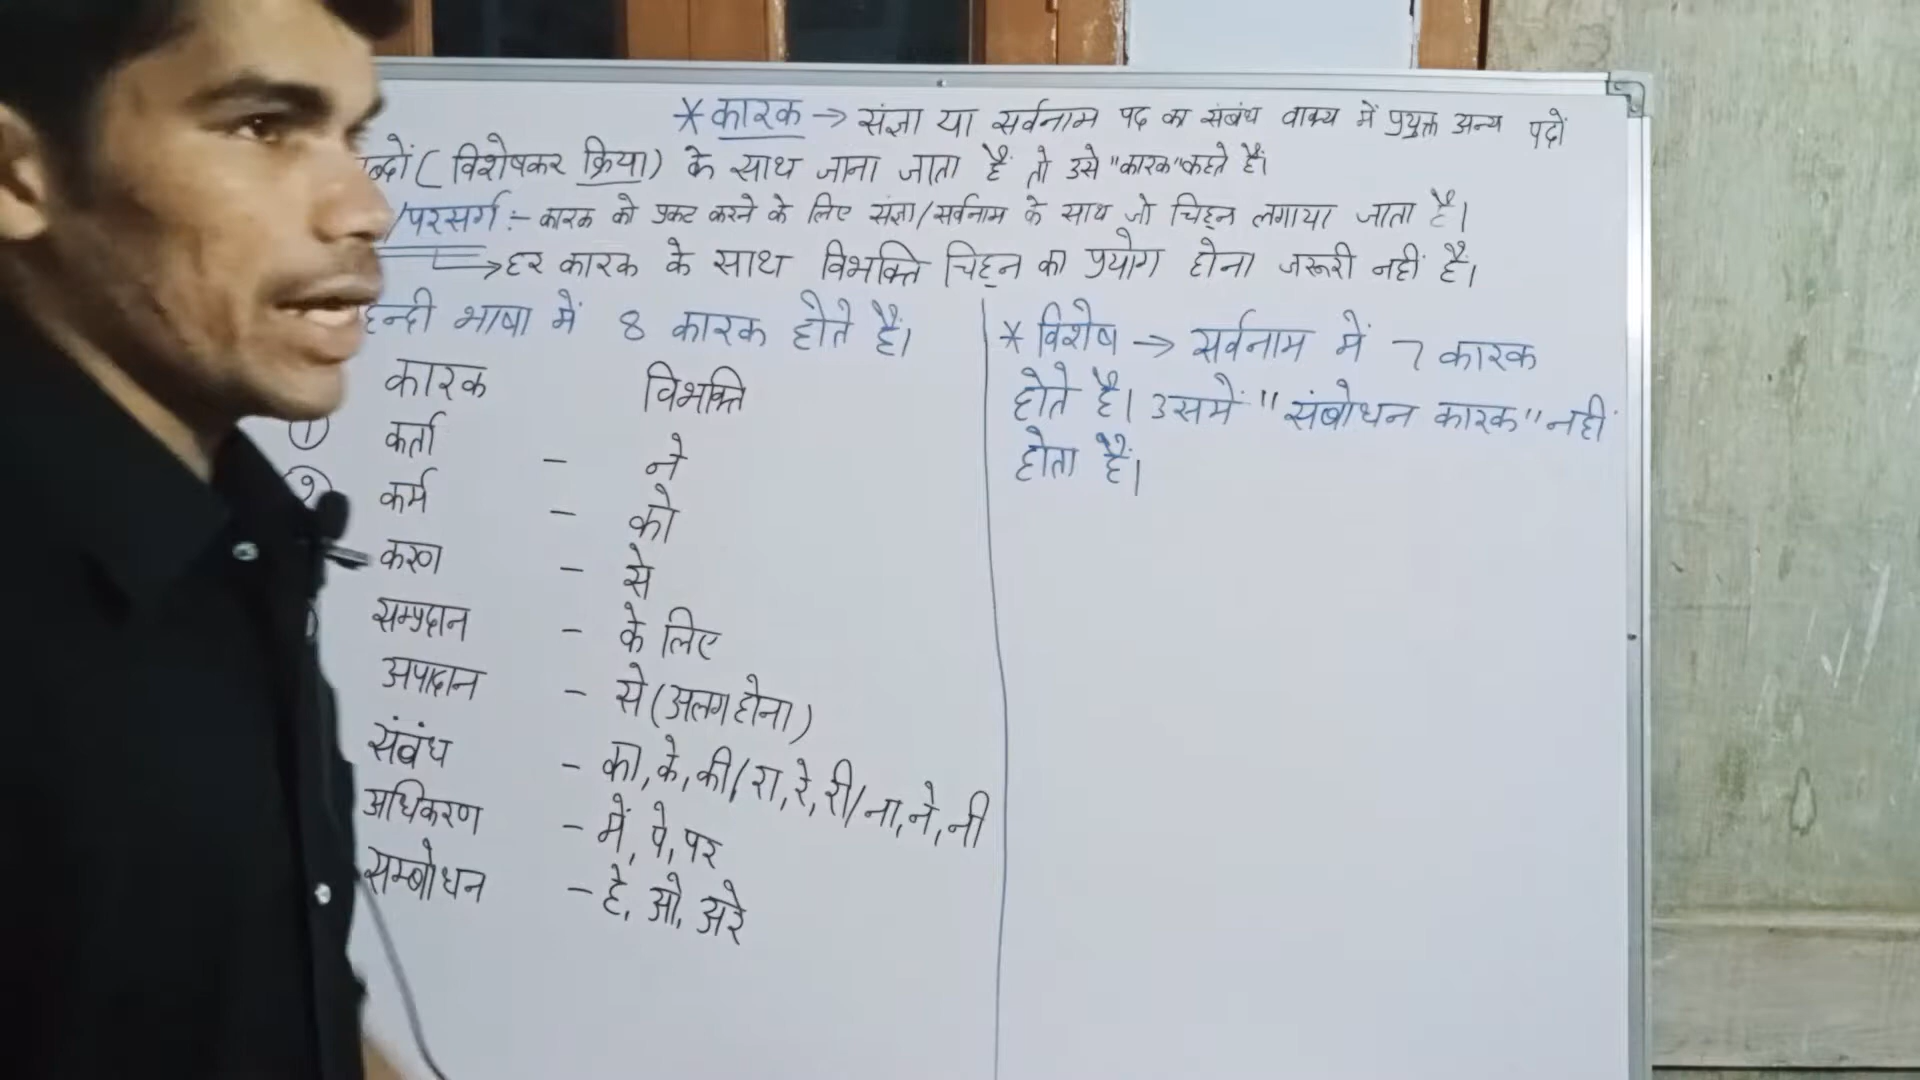 *कारक → संज्ञा या सर्वनाम पद का संबंध वाक्य में प्रयुक्त अन्य पदों
ब्दों (विशेषकर क्रिया) के साथ जाना जाता है तो उसे "कारक" कहते हैं।
/परसर्ग :- कारक को प्रकट करने के लिए संज्ञा/सर्वनाम के साथ जो चिह्न लगाया जाता है।
→ हर कारक के साथ विभक्ति चिह्न का प्रयोग होना जरूरी नहीं है।
हिन्दी भाषा में 8 कारक होते हैं।
कारक विभक्ति
① कर्ता - ने
② कर्म - को
करण - से
सम्प्रदान - के लिए
अपादान - से (अलग होना)
संबंध - का, के, की/रा, रे, री/ना, ने, नी
अधिकरण - में, पे, पर
सम्बोधन - हे, ओ, अरे
* विशेष → सर्वनाम में 7 कारक
होते है। उसमें "संबोधन कारक" नहीं
होता है।